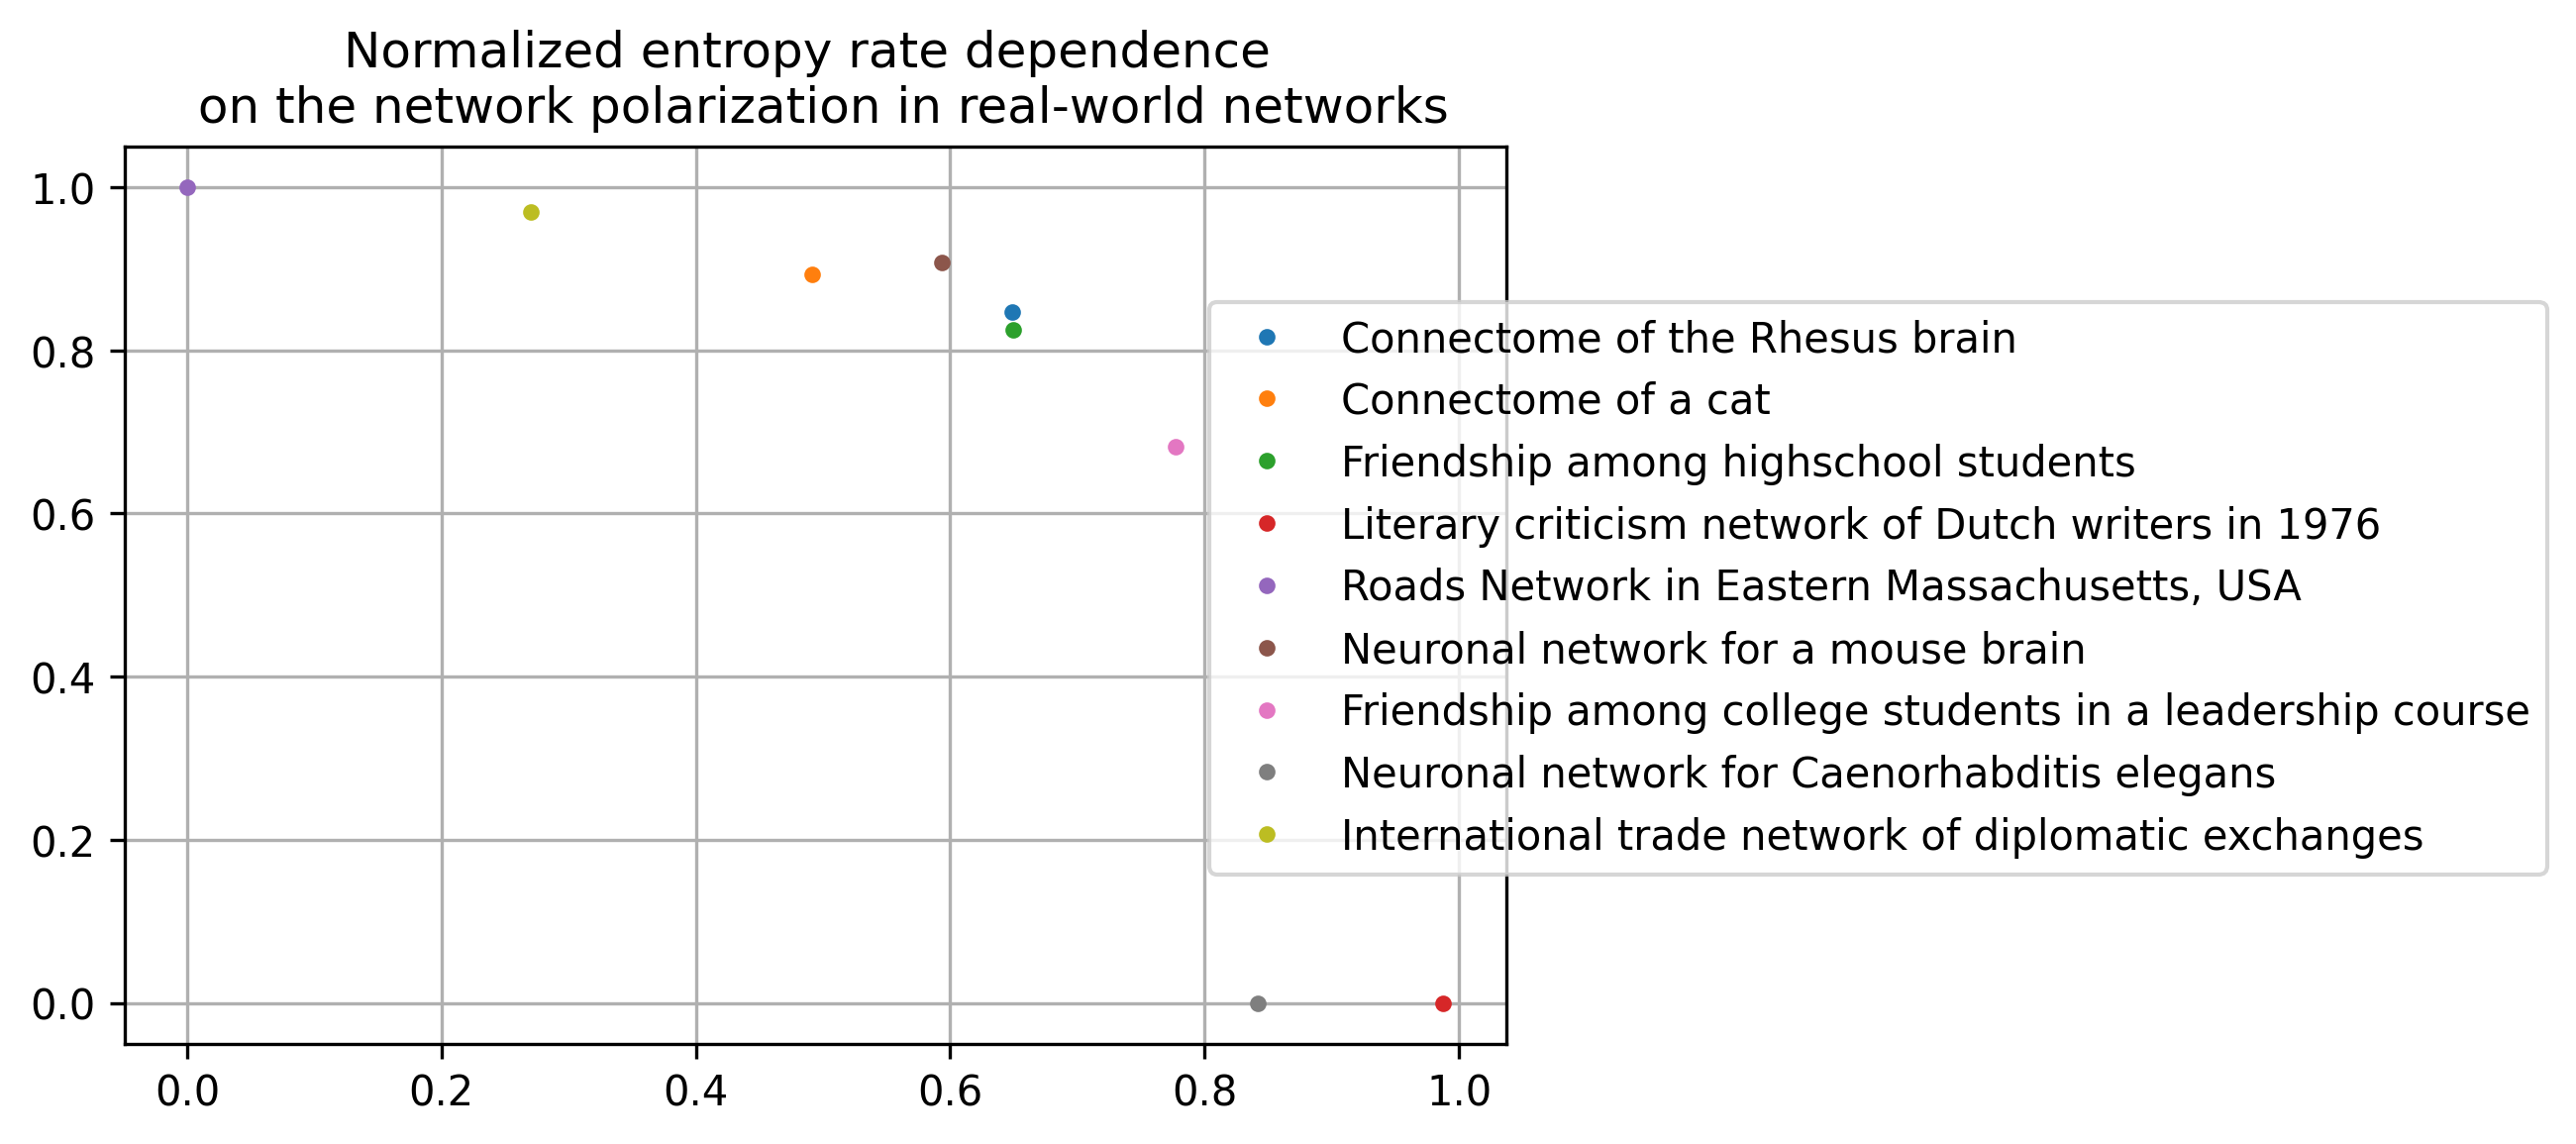 Normalized entropy rate dependence
on the network polarization in real-world networks
1.0
0.8
0.6
0.4
0.2
0.0
0.0 0.2 0.4 0.6 0.8 1.0
Connectome of the Rhesus brain
Connectome of a cat
Friendship among highschool students
Literary criticism network of Dutch writers in 1976
Roads Network in Eastern Massachusetts, USA
Neuronal network for a mouse brain
Friendship among college students in a leadership course
Neuronal network for Caenorhabditis elegans
International trade network of diplomatic exchanges